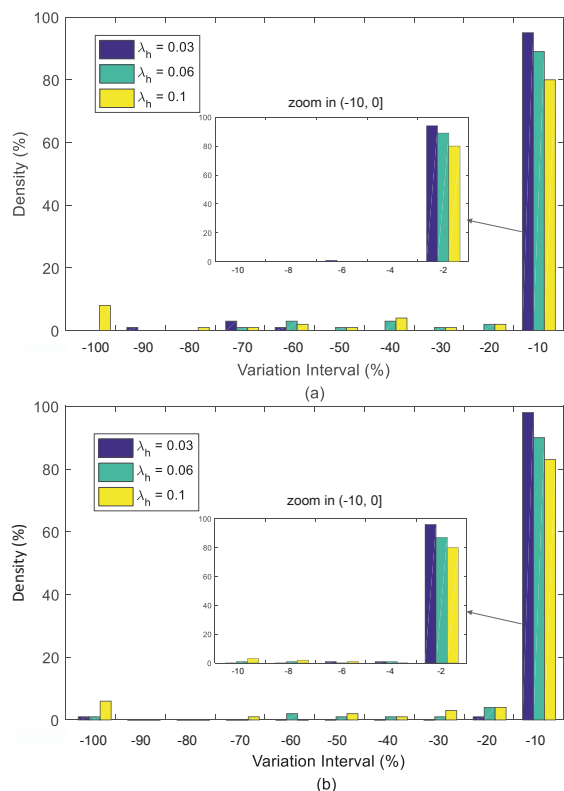 100
80
60
40
20
0
Density (%)
λh = 0.03
λh = 0.06
λh = 0.1
zoom in (-10, 0]
100
80
60
40
20
0
-10 -8 -6 -4 -2
-100 -90 -80 -70 -60 -50 -40 -30 -20 -10
Variation Interval (%)
(a)
100
80
60
40
20
0
Density (%)
λh = 0.03
λh = 0.06
λh = 0.1
zoom in (-10, 0]
100
80
60
40
20
0
-10 -8 -6 -4 -2
-100 -90 -80 -70 -60 -50 -40 -30 -20 -10
Variation Interval (%)
(b)